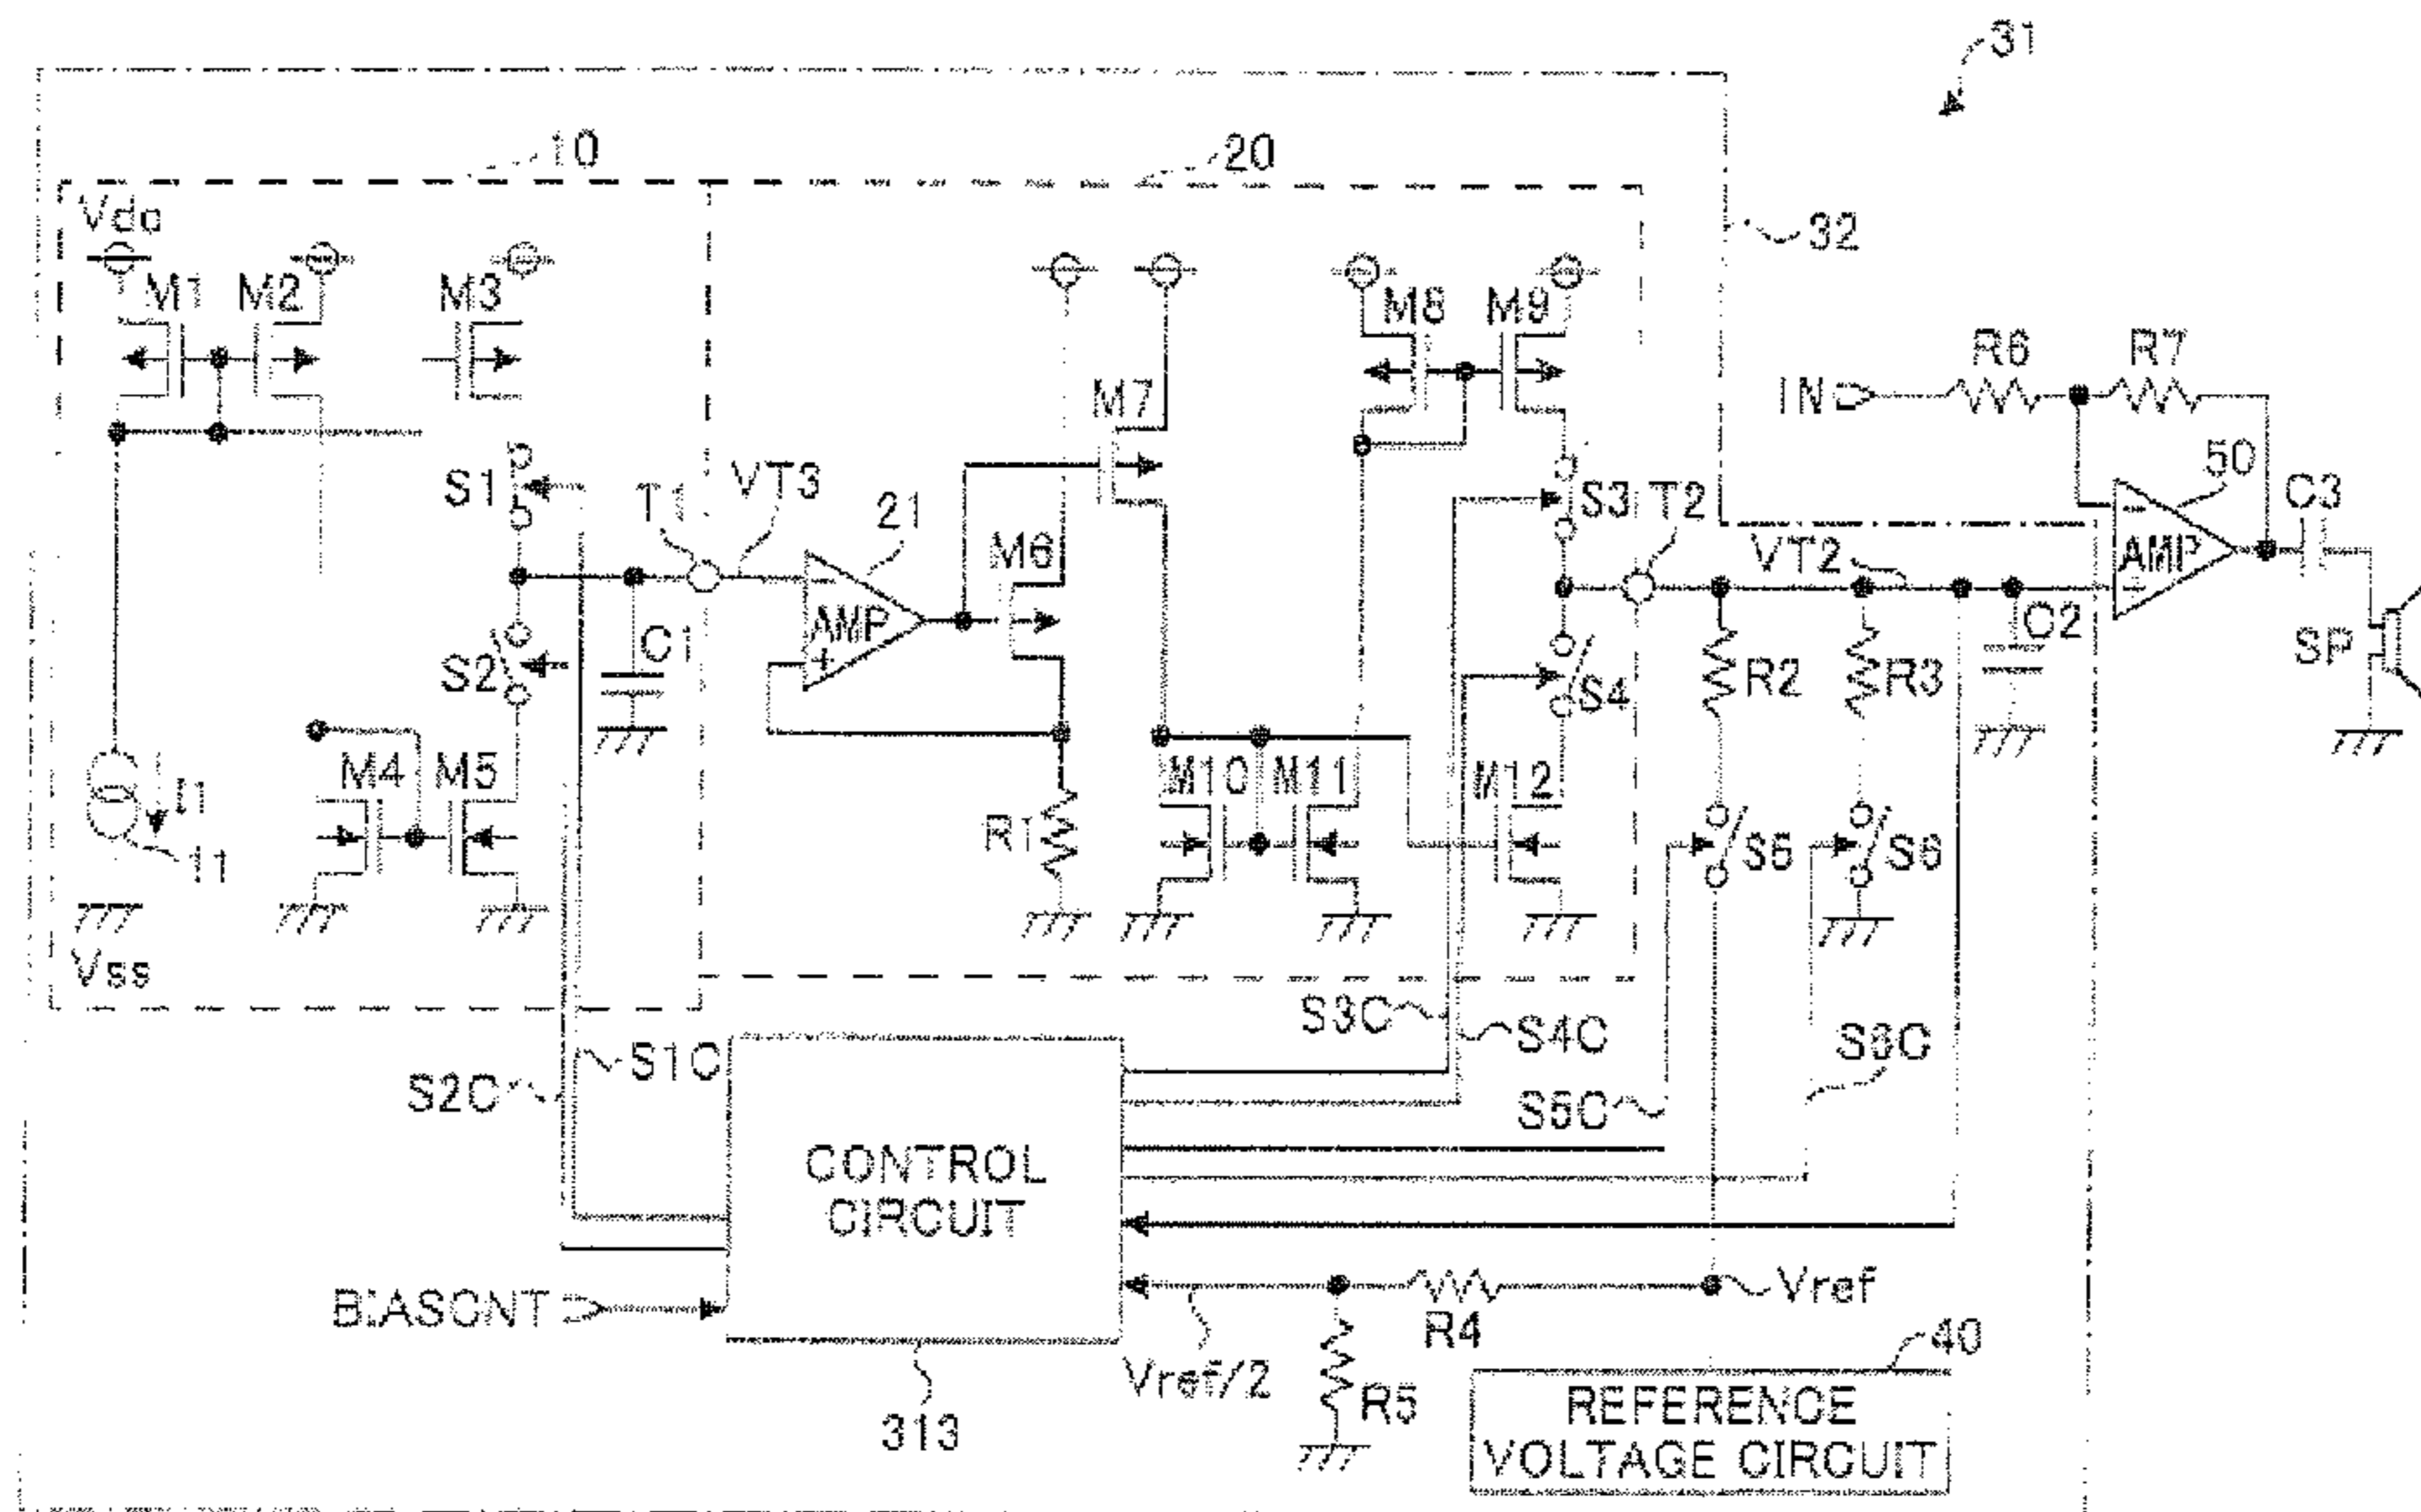 31
10
20
32
Vdd
M1 M2 M3
M8 M9
R6 R7
IN
M7
50
C3
S1
T1 VT3
21
S3 T2
VT2
AMP
M6
AMP
S2
C1
S4
R2 R3
C2
SP
M4 M5
I1
11
R1
M10 M11 M12
S5 S6
Vss
S3C
S4C
S6C
S1C
S2C
S5C
CONTROL
CIRCUIT
BIASCNT
Vref
R4
Vref/2
R5
40
313
REFERENCE
VOLTAGE CIRCUIT